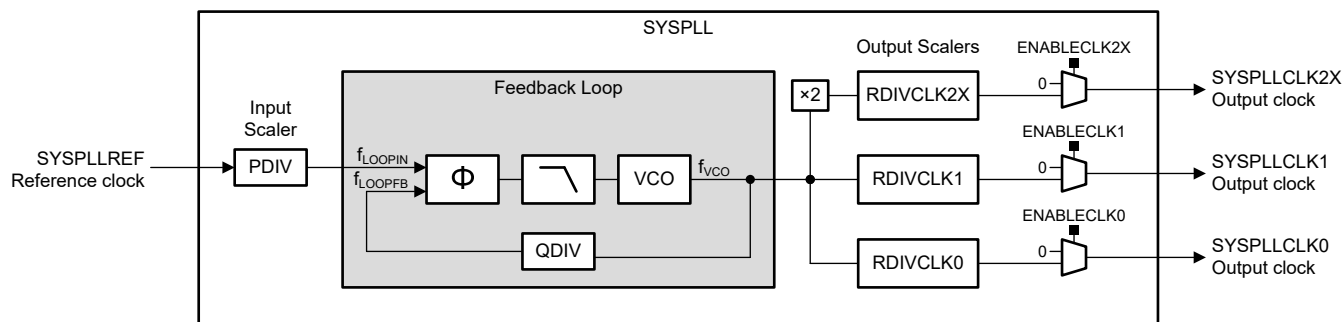 SYSPLL
Output Scalers
ENABLECLK2X
Feedback Loop
×2
RDIVCLK2X
0
SYSPLLCLK2X
Output clock
Input
Scaler
SYSPLLREF
Reference clock
PDIV
fLOOPIN
fLOOPFB
Φ
VCO
fVCO
QDIV
ENABLECLK1
RDIVCLK1
0
SYSPLLCLK1
Output clock
ENABLECLK0
RDIVCLK0
0
SYSPLLCLK0
Output clock